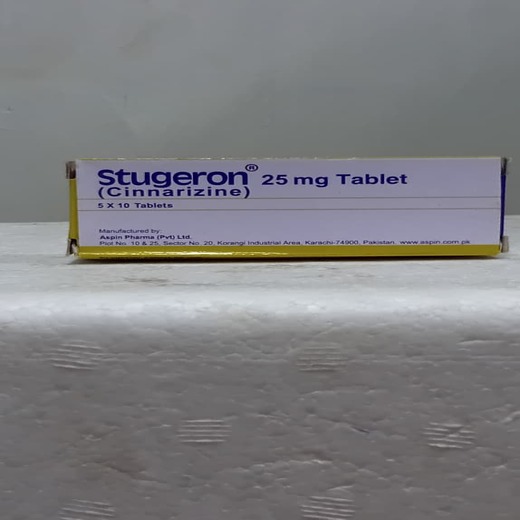 Stugeron® 25 mg Tablet
(Cinnarizine)
5 X 10 Tablets
Manufactured by:
Aspin Pharma (Pvt) Ltd.
Plot No. 10 & 25, Sector No. 20, Korangi Industrial Area, Karachi-74900, Pakistan. www.aspin.com.pk